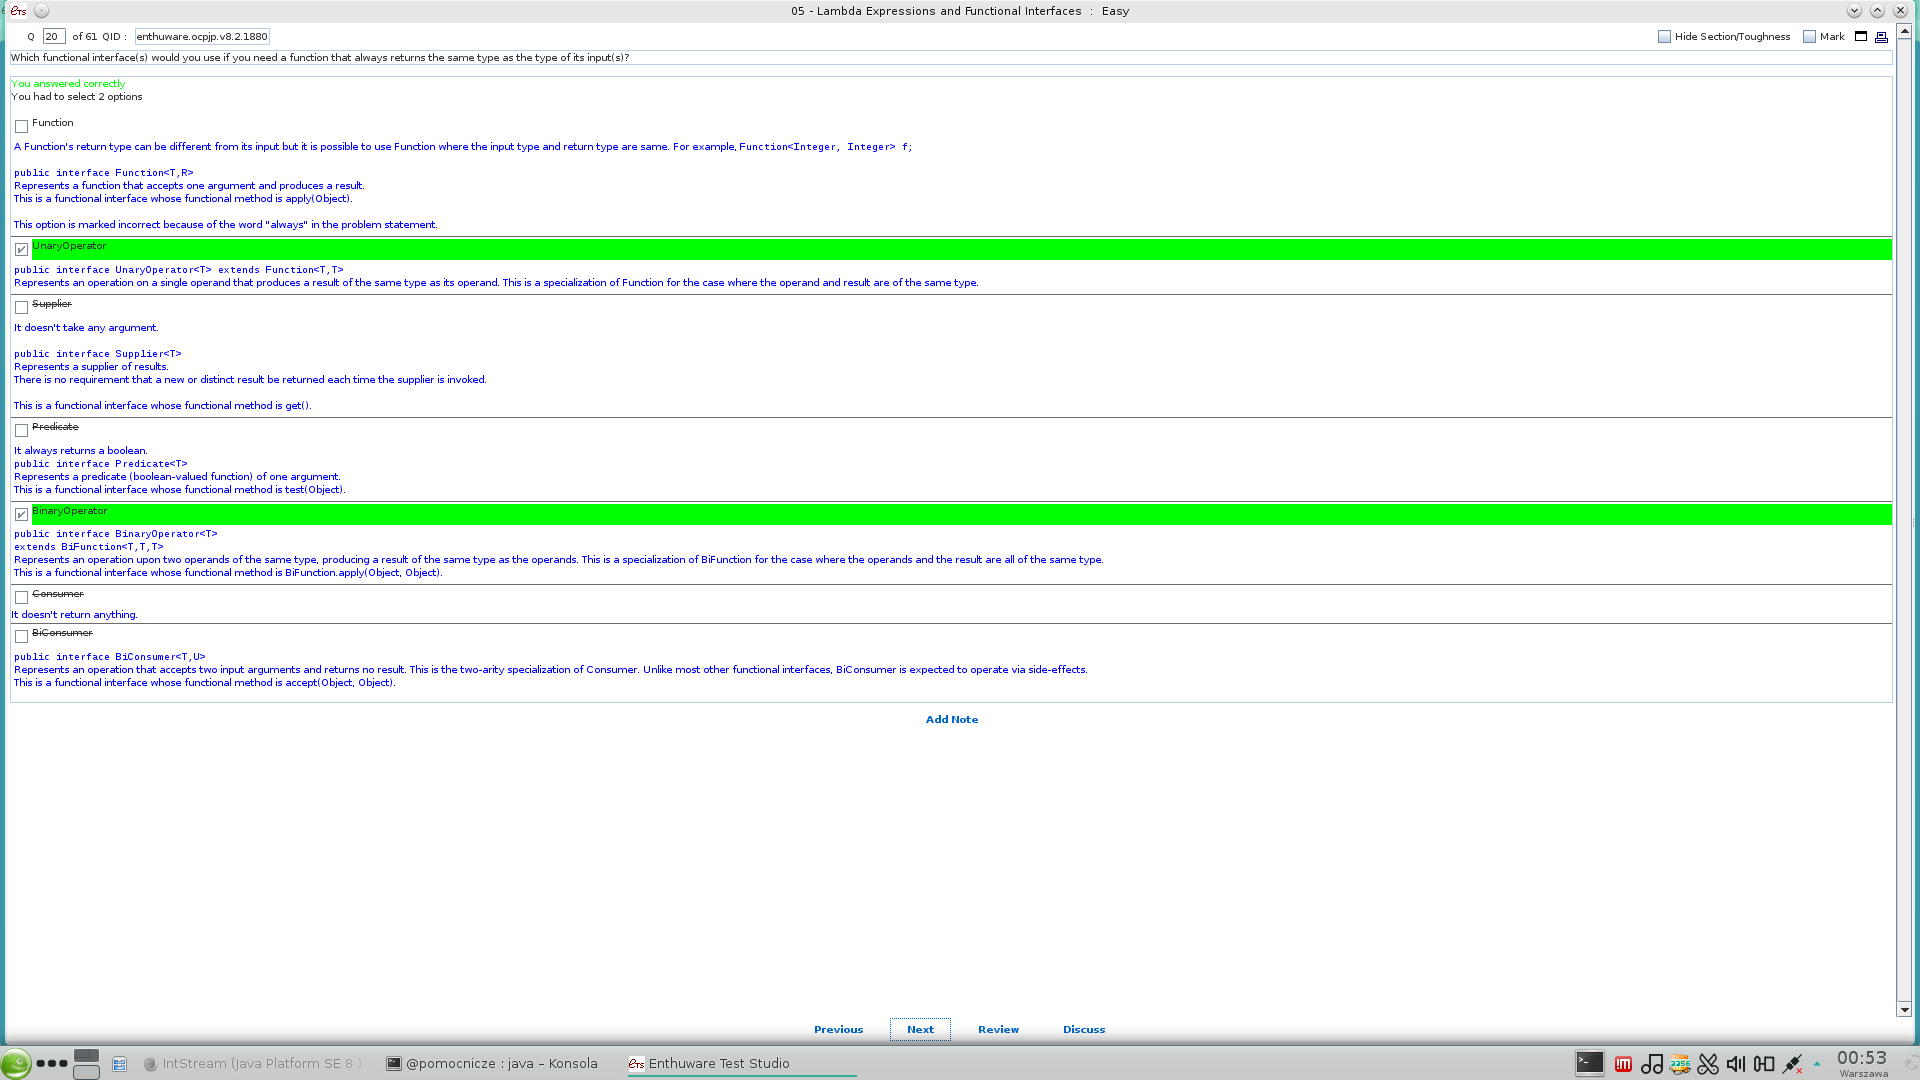 05 - Lambda Expressions and Functional Interfaces : Easy
Q 20 of 61 QID : enthuware.ocpjp.v8.2.1880 Hide Section/Toughness Mark
Which functional interface(s) would you use if you need a function that always returns the same type as the type of its input(s)?
You answered correctly
You had to select 2 options
Function
A Function's return type can be different from its input but it is possible to use Function where the input type and return type are same. For example, Function<Integer, Integer> f;
public interface Function<T,R>
Represents a function that accepts one argument and produces a result.
This is a functional interface whose functional method is apply(Object).
This option is marked incorrect because of the word "always" in the problem statement.
UnaryOperator
public interface UnaryOperator<T> extends Function<T,T>
Represents an operation on a single operand that produces a result of the same type as its operand. This is a specialization of Function for the case where the operand and result are of the same type.
Supplier
It doesn't take any argument.
public interface Supplier<T>
Represents a supplier of results.
There is no requirement that a new or distinct result be returned each time the supplier is invoked.
This is a functional interface whose functional method is get().
Predicate
It always returns a boolean.
public interface Predicate<T>
Represents a predicate (boolean-valued function) of one argument.
This is a functional interface whose functional method is test(Object).
BinaryOperator
public interface BinaryOperator<T>
extends BiFunction<T,T,T>
Represents an operation upon two operands of the same type, producing a result of the same type as the operands. This is a specialization of BiFunction for the case where the operands and the result are all of the same type.
This is a functional interface whose functional method is BiFunction.apply(Object, Object).
Consumer
It doesn't return anything.
BiConsumer
public interface BiConsumer<T,U>
Represents an operation that accepts two input arguments and returns no result. This is the two-arity specialization of Consumer. Unlike most other functional interfaces, BiConsumer is expected to operate via side-effects.
This is a functional interface whose functional method is accept(Object, Object).
Add Note
Previous Next Review Discuss
IntStream (Java Platform SE 8 ) @pomocnicze : java – Konsola Enthuware Test Studio 00:53
Warszawa